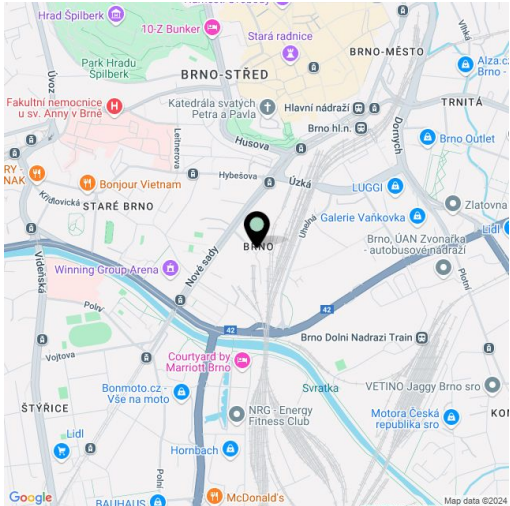 Hrad Špilberk
10-Z Bunker
Stará radnice
Park Hradu
Špilberk
BRNO-MĚSTO
Vlhká
BRNO-STŘED
Alza.cz
Brno -
Úvoz
Fakultní nemocnice
u sv. Anny v Brně
Katedrála svatých
Petra a Pavla
TRNITÁ
Hlavní nádraží
Brno hl.n.
Leitnerova
Husova
Dornych
Brno Outlet
RY -
NAK
Bonjour Vietnam
Hybešova
Úzká
LUGGI
Křídlovická
STARÉ BRNO
Zlatovna
Uhelná
Galerie Vaňkovka
Lidl
Nové sady
BRNO
Brno, ÚAN Zvonařka
- autobusové nádraží
Vídeňská
Winning Group Arena
Plotní
42
Polní
42
Brno Dolni Nadrazi Train
Vojtova
Courtyard by
Marriott Brno
Svratka
Bonmoto.cz -
Vše na moto
VETINO Jaggy Brno sro
ŠTÝŘICE
NRG - Energy
Fitness Club
Motora Česká
republika sro
KOM
Lidl
Hornbach
Polní
McDonald's
BAUHAUS
Google
Map data ©2024